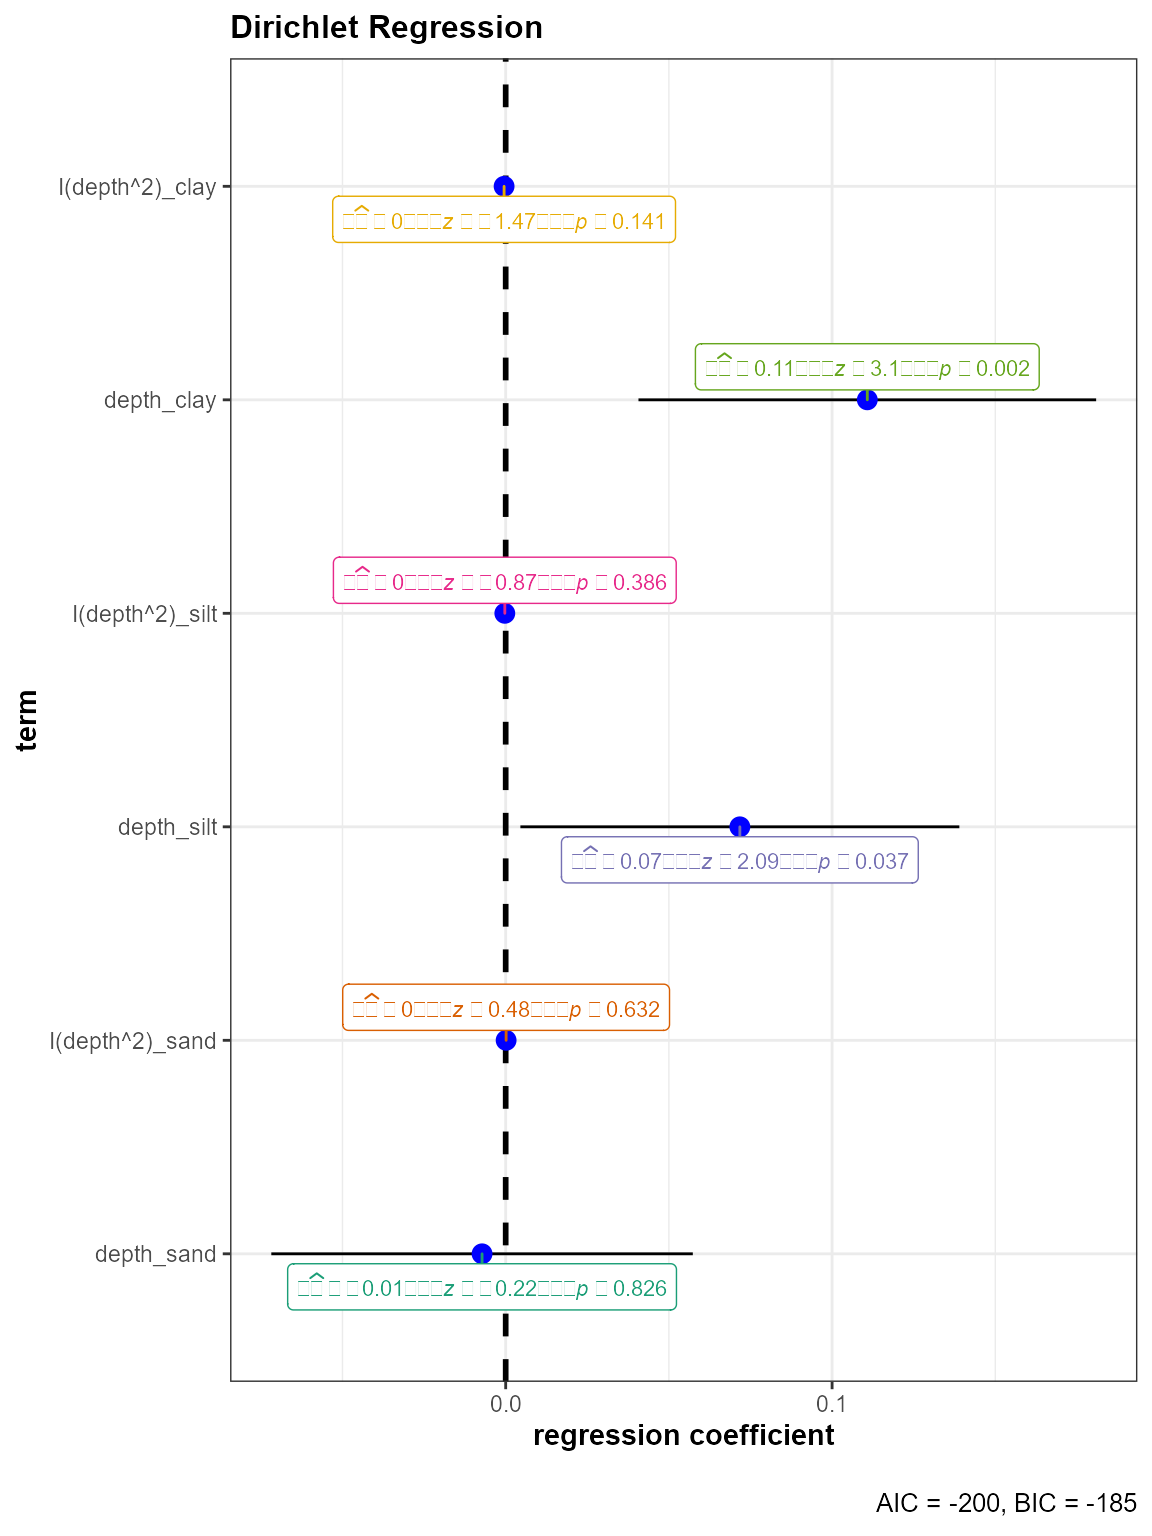 Dirichlet Regression
I(depth^2)_clay
□□ □ 0□□□z □ □1.47□□□p □ 0.141
□□ □ 0.11□□□z □ 3.1□□□p □ 0.002
depth_clay
□□ □ 0□□□z □ □0.87□□□p □ 0.386
I(depth^2)_silt
term
depth_silt
□□ □ 0.07□□□z □ 2.09□□□p □ 0.037
□□ □ 0□□□z □ 0.48□□□p □ 0.632
I(depth^2)_sand
depth_sand
□□ □ □0.01□□□z □ □0.22□□□p □ 0.826
0.0 0.1
regression coefficient
AIC = -200, BIC = -185